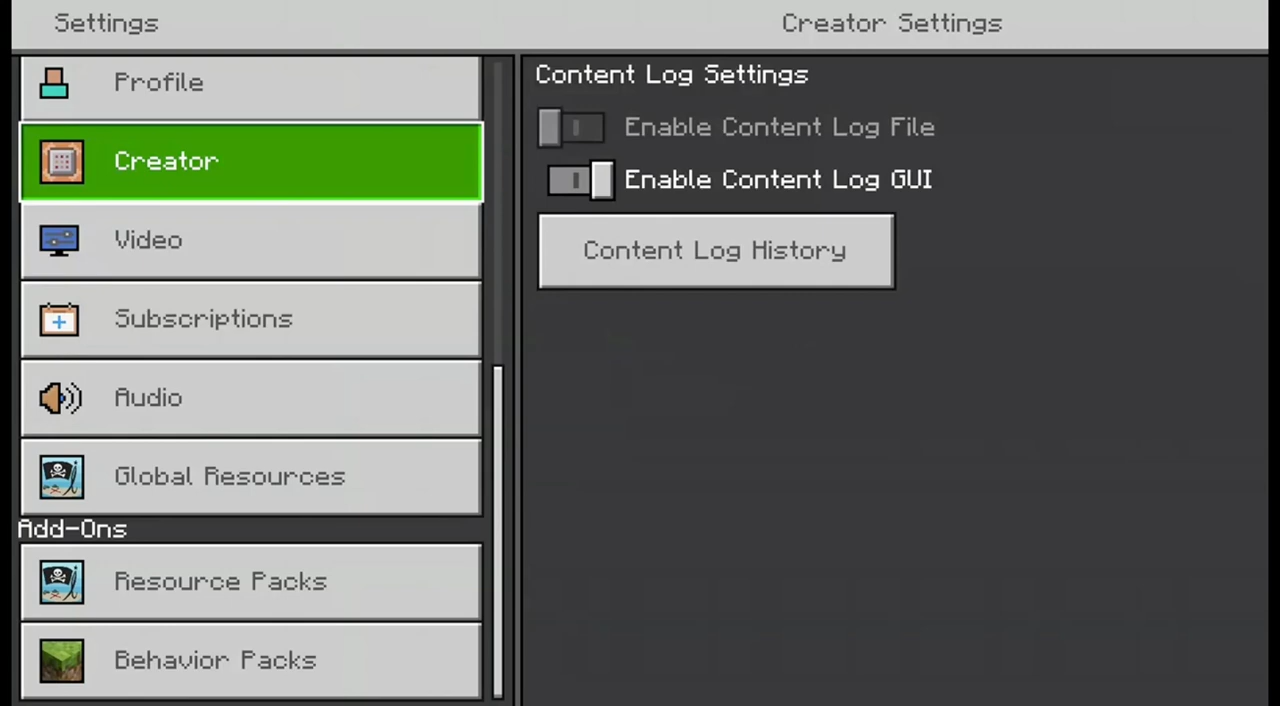 Settings
Creator Settings
Profile
Creator
Video
Subscriptions
Audio
Global Resources
Add-Ons
Resource Packs
Behavior Packs
Content Log Settings
Enable Content Log File
Enable Content Log GUI
Content Log History